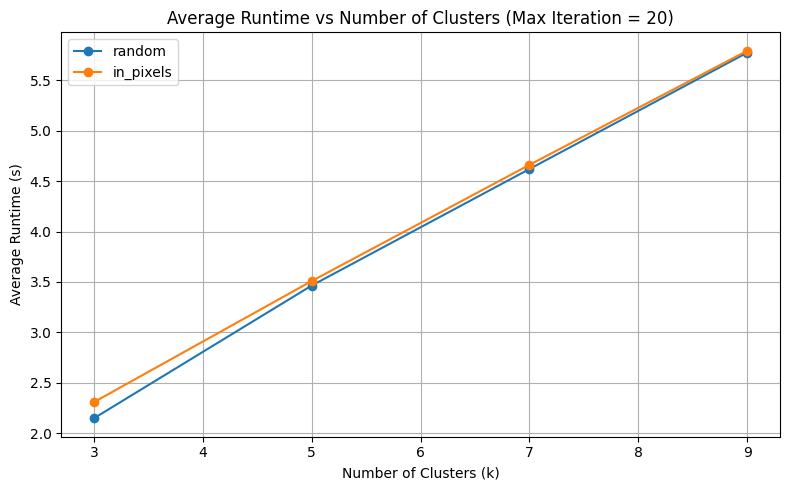 Average Runtime vs Number of Clusters (Max Iteration = 20)
random
in_pixels
Average Runtime (s)
5.5
5.0
4.5
4.0
3.5
3.0
2.5
2.0
3 4 5 6 7 8 9
Number of Clusters (k)